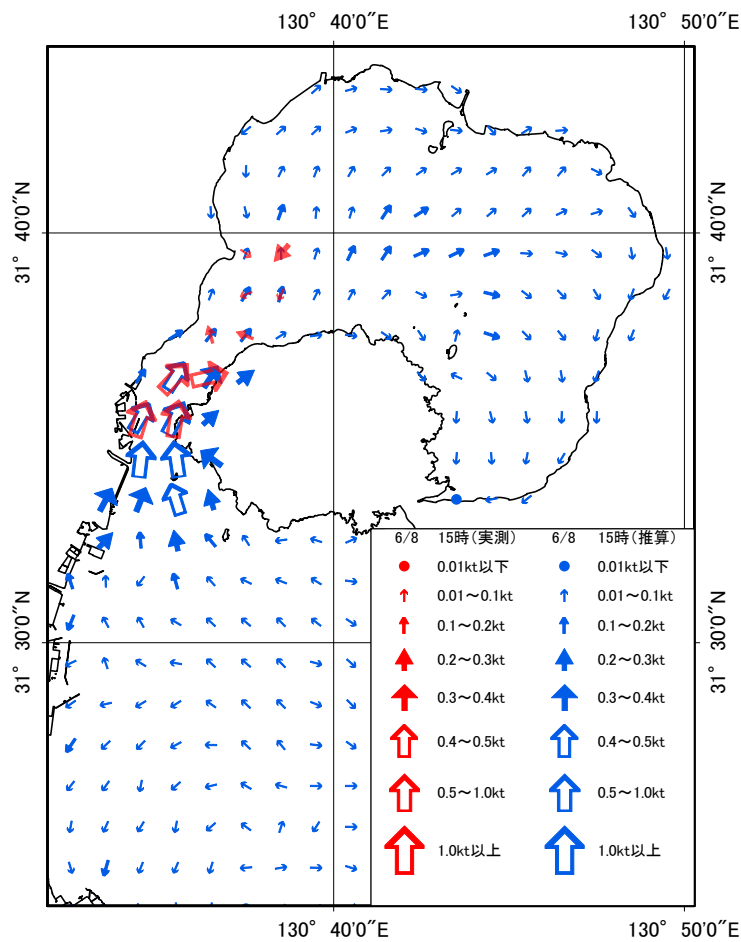 130° 40'0"E 130° 50'0"E
31° 40'0"N 31° 40'0"N
6/8 15時(実測) 6/8 15時(推算)
0.01kt以下 0.01kt以下
0.01～0.1kt 0.01～0.1kt
0.1～0.2kt 0.1～0.2kt
0.2～0.3kt 0.2～0.3kt
0.3～0.4kt 0.3～0.4kt
0.4～0.5kt 0.4～0.5kt
0.5～1.0kt 0.5～1.0kt
1.0kt以上 1.0kt以上
31° 30'0"N 31° 30'0"N
130° 40'0"E 130° 50'0"E